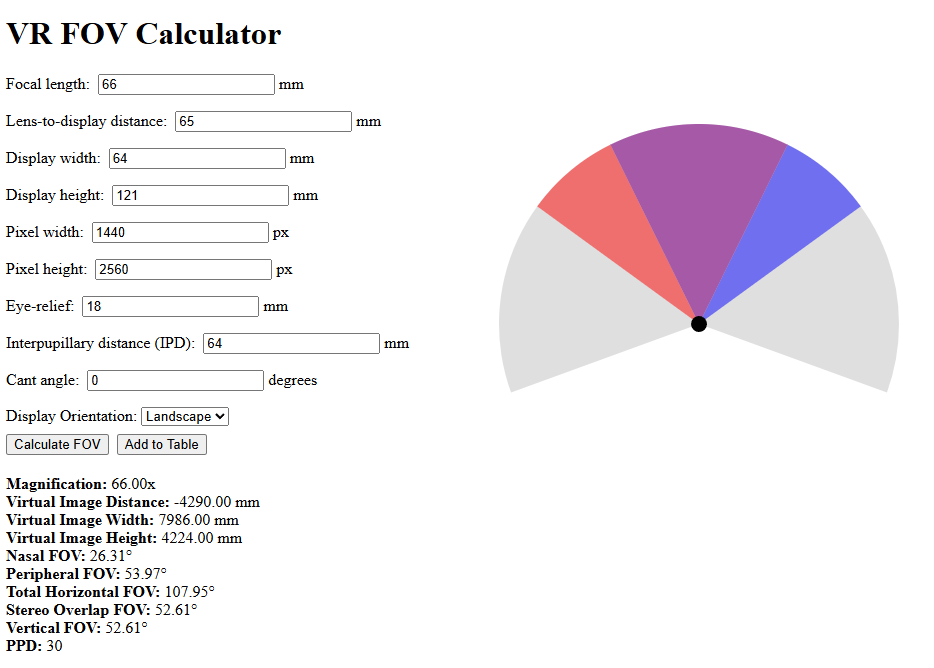 VR FOV Calculator
Focal length: 66 mm
Lens-to-display distance: 65 mm
Display width: 64 mm
Display height: 121 mm
Pixel width: 1440 px
Pixel height: 2560 px
Eye-relief: 18 mm
Interpupillary distance (IPD): 64 mm
Cant angle: 0 degrees
Display Orientation: Landscape
Calculate FOV Add to Table
Magnification: 66.00x
Virtual Image Distance: -4290.00 mm
Virtual Image Width: 7986.00 mm
Virtual Image Height: 4224.00 mm
Nasal FOV: 26.31°
Peripheral FOV: 53.97°
Total Horizontal FOV: 107.95°
Stereo Overlap FOV: 52.61°
Vertical FOV: 52.61°
PPD: 30